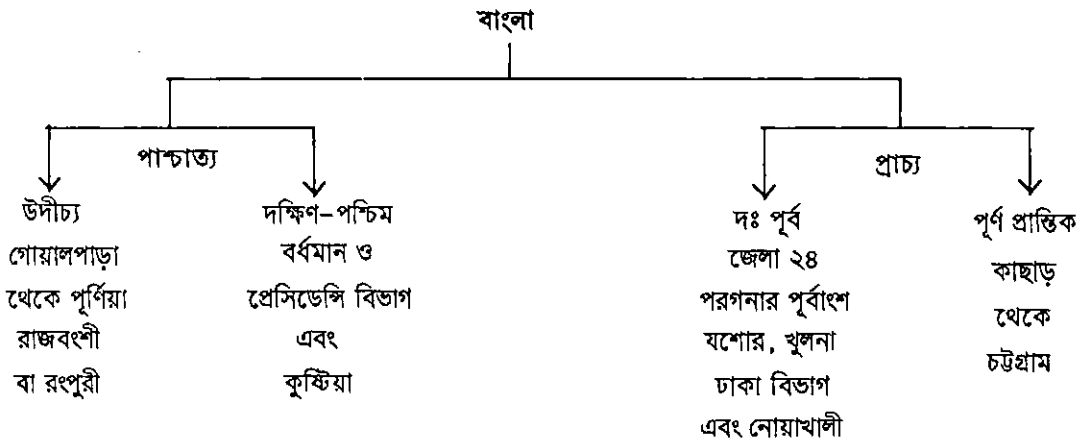 বাংলা
পাশ্চাত্য
উদীচ্য
গোয়ালপাড়া
থেকে পূর্ণিয়া
রাজবংশী
বা রংপুরী
দক্ষিণ-পশ্চিম
বর্ধমান ও
প্রেসিডেন্সি বিভাগ
এবং
কুষ্টিয়া
প্রাচ্য
দঃ পূর্ব
জেলা ২৪
পরগনার পূর্বাংশ
যশোর, খুলনা
ঢাকা বিভাগ
এবং নোয়াখালী
পূর্ণ প্রান্তিক
কাছাড়
থেকে
চট্টগ্রাম